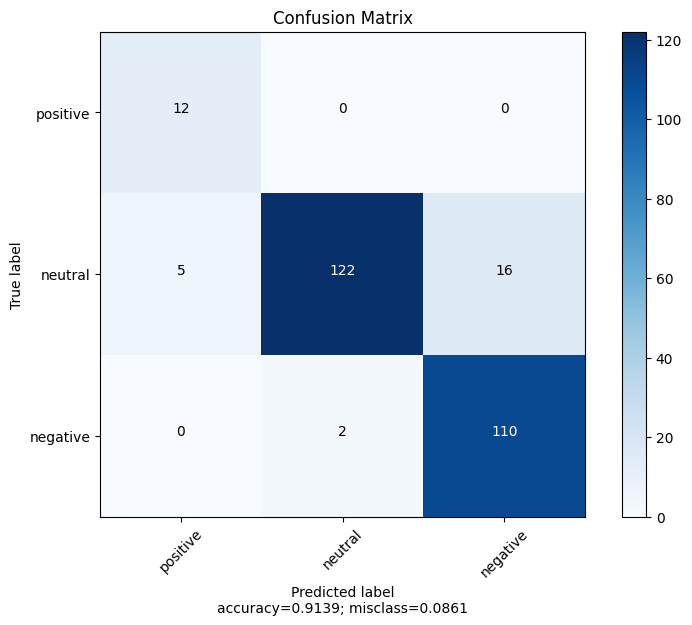 Confusion Matrix
positive 12 0 0
neutral 5 122 16
negative 0 2 110
True label
positive neutral negative
Predicted label
accuracy=0.9139; misclass=0.0861
120
100
80
60
40
20
0